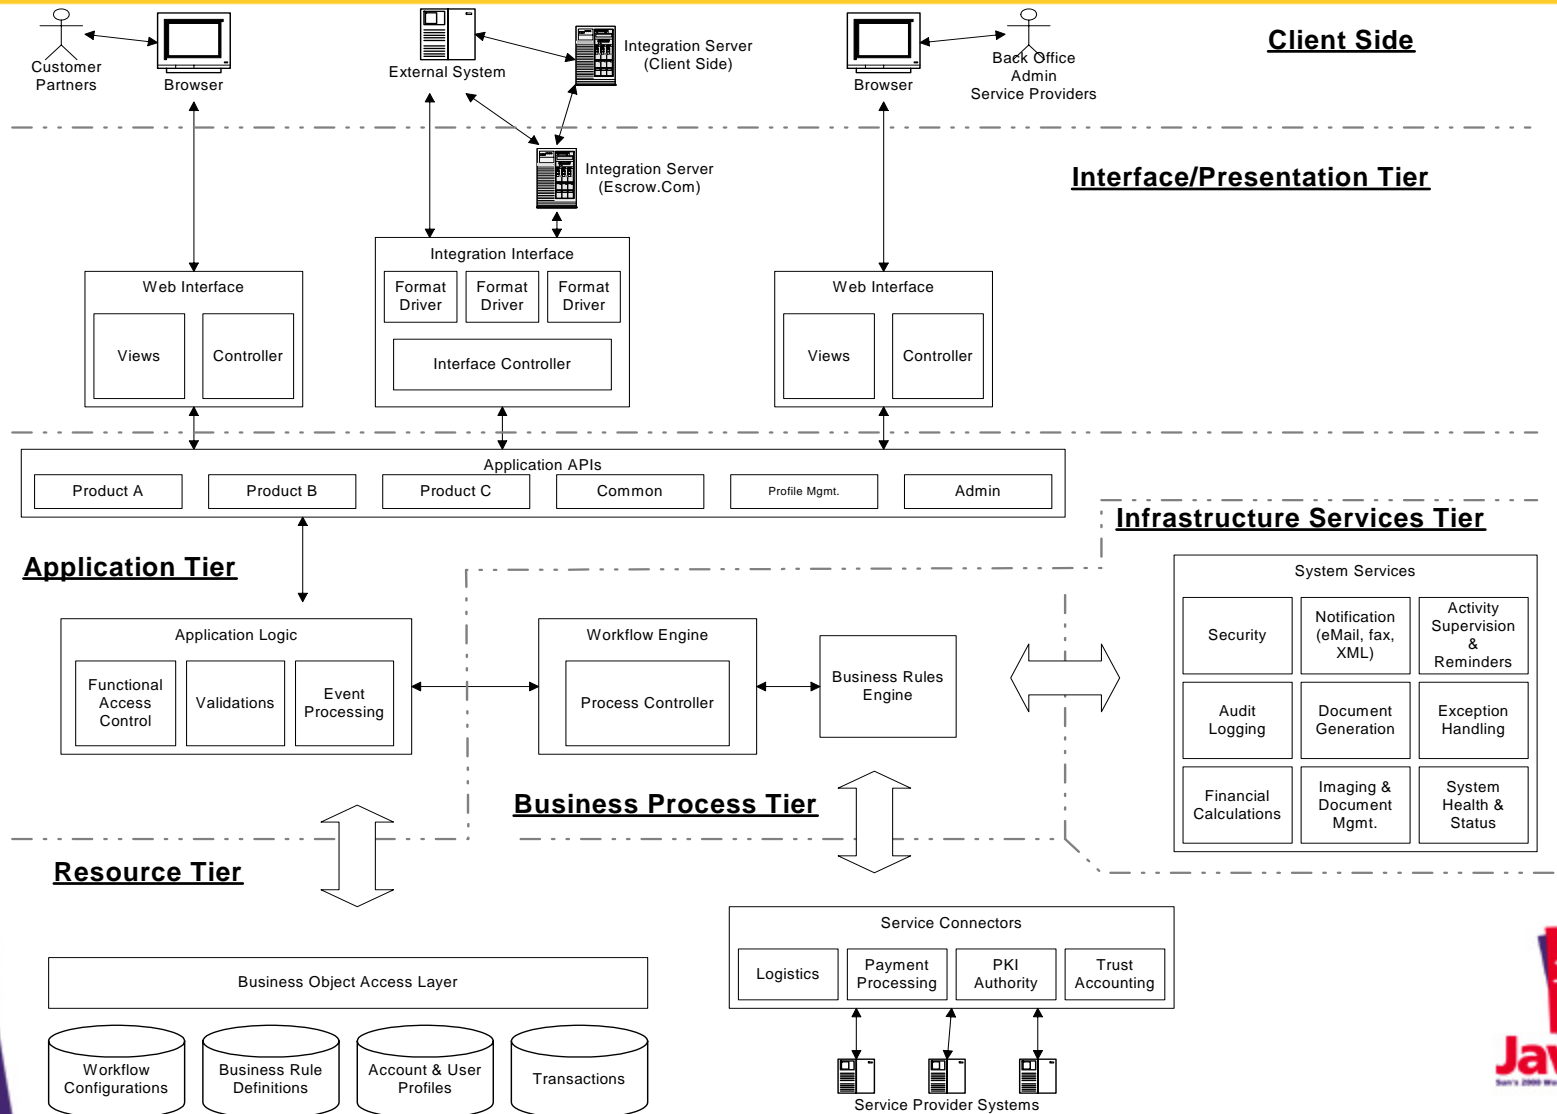 Client Side
Customer
Partners
Browser
External System
Integration Server
(Client Side)
Browser
Back Office
Admin
Service Providers
Interface/Presentation Tier
Integration Server
(Escrow.Com)
Web Interface
Views
Controller
Integration Interface
Format
Driver
Format
Driver
Format
Driver
Interface Controller
Web Interface
Views
Controller
Application APIs
Product A
Product B
Product C
Common
Profile Mgmt.
Admin
Infrastructure Services Tier
Application Tier
System Services
Security
Notification
(eMail, fax,
XML)
Activity
Supervision
&
Reminders
Audit
Logging
Document
Generation
Exception
Handling
Financial
Calculations
Imaging &
Document
Mgmt.
System
Health &
Status
Application Logic
Functional
Access
Control
Validations
Event
Processing
Workflow Engine
Process Controller
Business Rules
Engine
Business Process Tier
Resource Tier
Service Connectors
Logistics
Payment
Processing
PKI
Authority
Trust
Accounting
Business Object Access Layer
Workflow
Configurations
Business Rule
Definitions
Account & User
Profiles
Transactions
Service Provider Systems
Sun's 2000